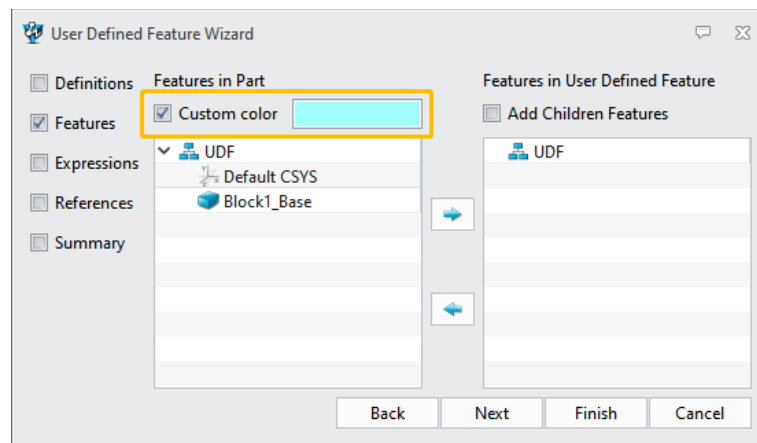 User Defined Feature Wizard
Definitions
Features
Expressions
References
Summary
Features in Part
Custom color
UDF
Default CSYS
Block1_Base
Features in User Defined Feature
Add Children Features
UDF
Back Next Finish Cancel